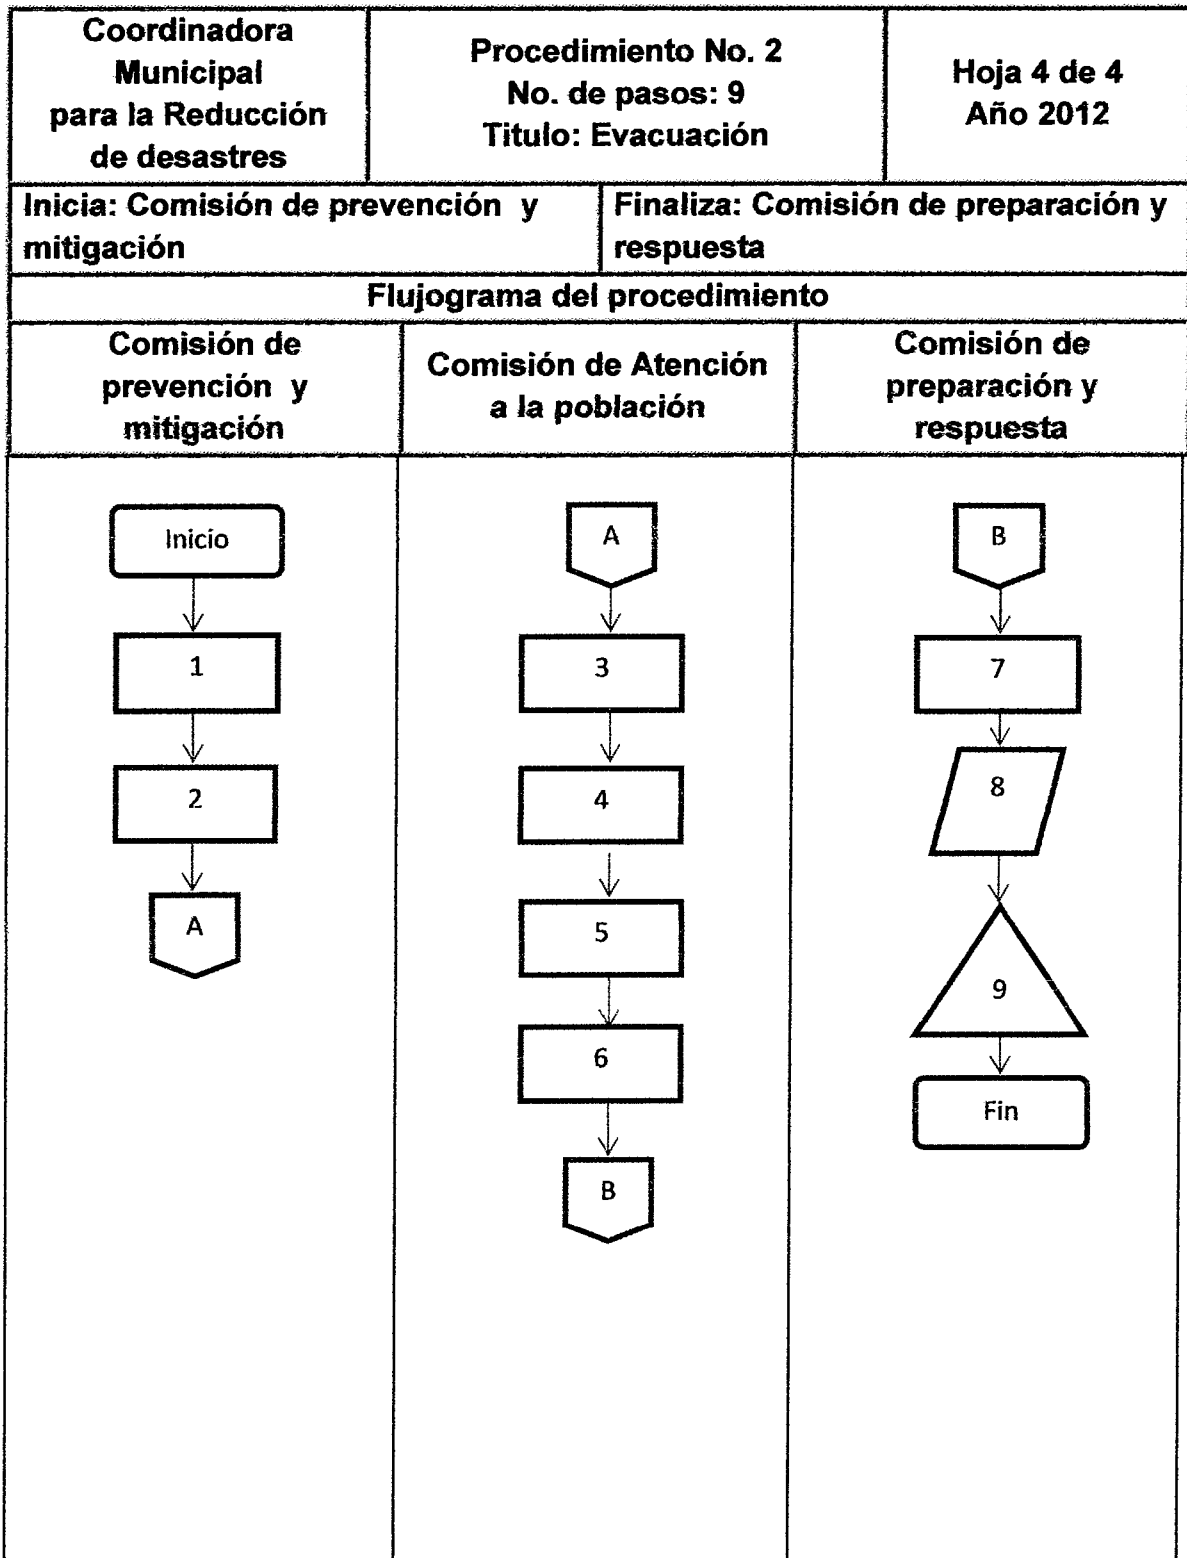 Coordinadora
Municipal
para la Reducción
de desastres
Procedimiento No. 2
No. de pasos: 9
Titulo: Evacuación
Hoja 4 de 4
Año 2012
Inicia: Comisión de prevención y
mitigación
Finaliza: Comisión de preparación y
respuesta
Flujograma del procedimiento
Comisión de
prevención y
mitigación
Comisión de Atención
a la población
Comisión de
preparación y
respuesta
Inicio
1
2
A
A
3
4
5
6
B
B
7
8
9
Fin